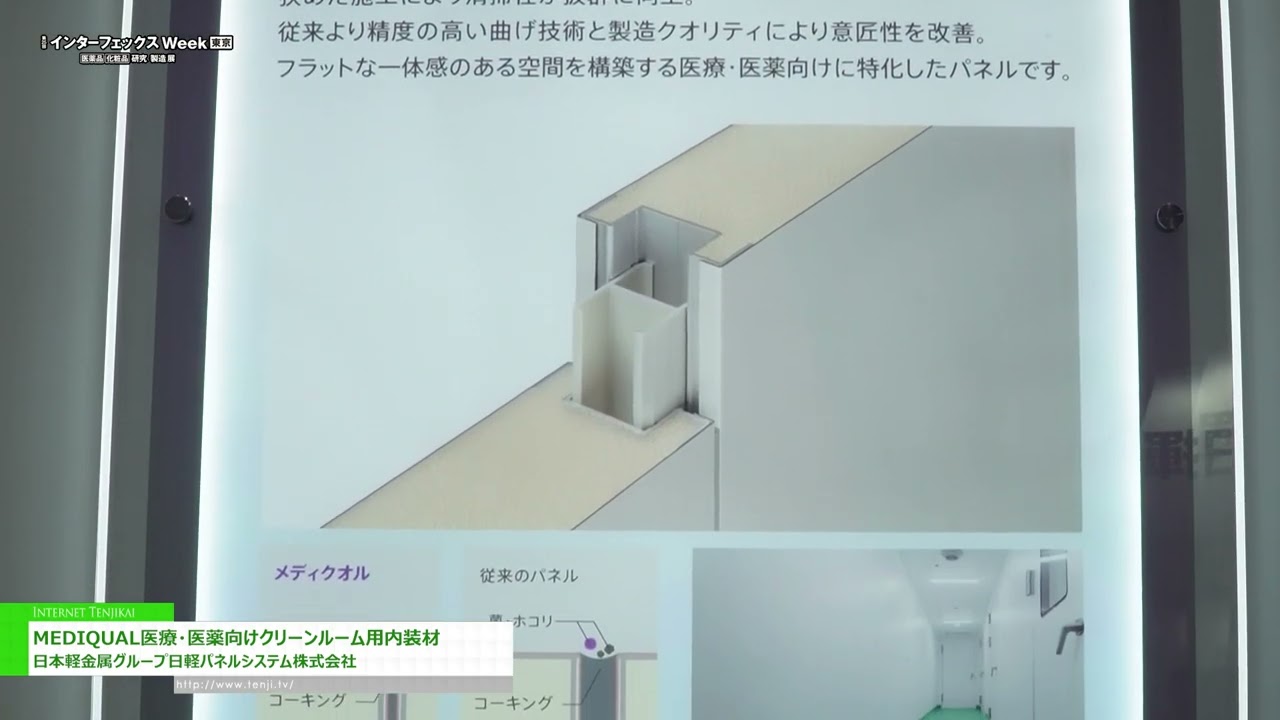 インターフェックスWeek 東京
医薬品 化粧品 研究 製造 展
従来より精度の高い曲げ技術と製造クオリティにより意匠性を改善。
フラットな一体感のある空間を構築する医療・医薬向けに特化したパネルです。
メディクオル
従来のパネル
菌・ホコリ
コーキング
コーキング
INTERNET TENJIKAI
MEDIQUAL医療・医薬向けクリーンルーム用内装材
日本軽金属グループ日軽パネルシステム株式会社
http://www.tenji.tv/